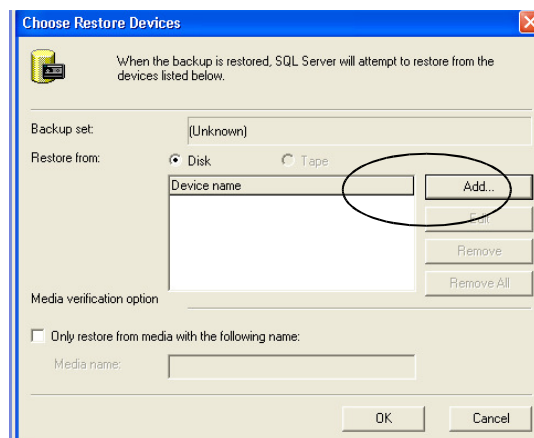 Choose Restore Devices
When the backup is restored, SQL Server will attempt to restore from the
devices listed below.
Backup set:
(Unknown)
Restore from:
Disk
Tape
Device name
Add...
Edit
Remove
Remove All
Media verification option
Only restore from media with the following name:
Media name:
OK
Cancel